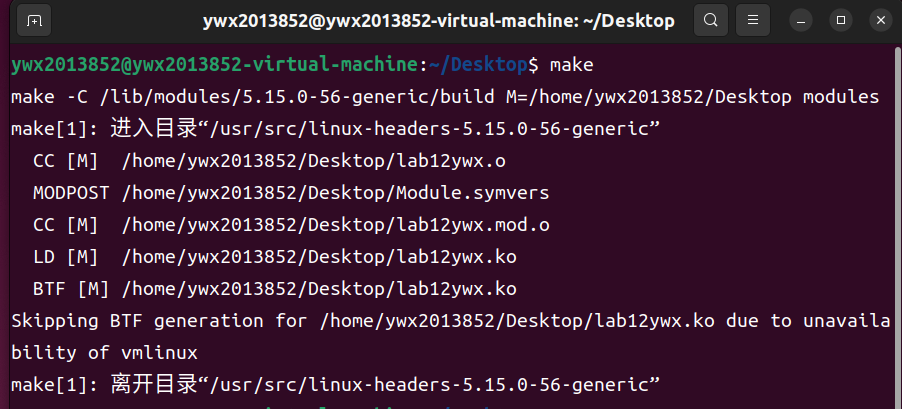 ywx2013852@ywx2013852-virtual-machine: ~/Desktop
ywx2013852@ywx2013852-virtual-machine:~/Desktop$ make
make -C /lib/modules/5.15.0-56-generic/build M=/home/ywx2013852/Desktop modules
make[1]: 进入目录“/usr/src/linux-headers-5.15.0-56-generic”
  CC [M]  /home/ywx2013852/Desktop/lab12ywx.o
  MODPOST /home/ywx2013852/Desktop/Module.symvers
  CC [M]  /home/ywx2013852/Desktop/lab12ywx.mod.o
  LD [M]  /home/ywx2013852/Desktop/lab12ywx.ko
  BTF [M] /home/ywx2013852/Desktop/lab12ywx.ko
Skipping BTF generation for /home/ywx2013852/Desktop/lab12ywx.ko due to unavaila
bility of vmlinux
make[1]: 离开目录“/usr/src/linux-headers-5.15.0-56-generic”